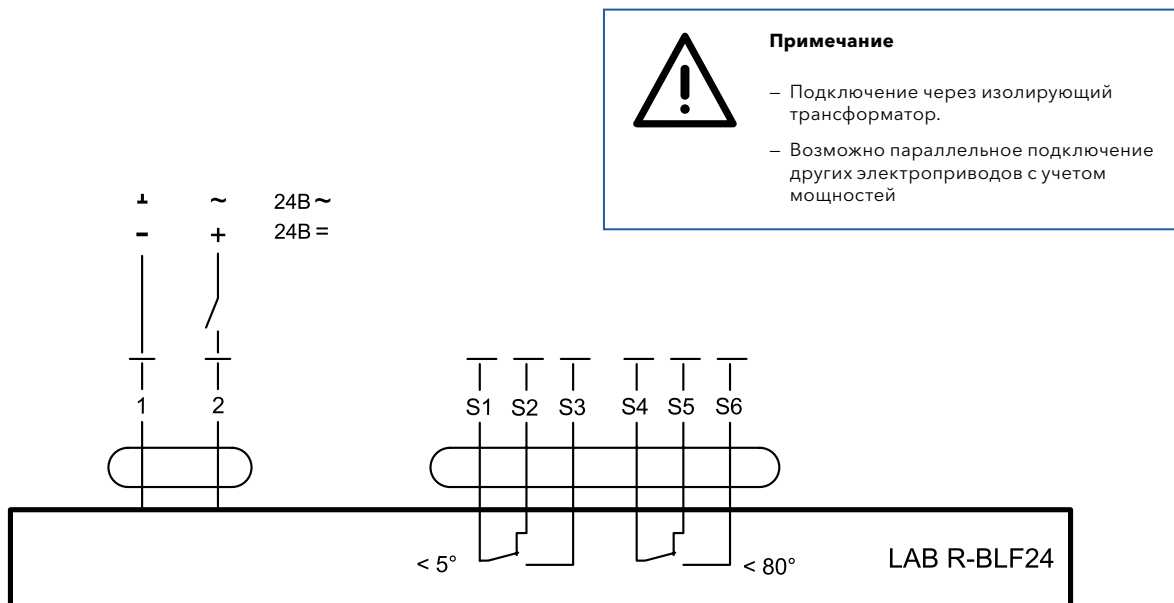 Примечание
– Подключение через изолирующий
трансформатор.
– Возможно параллельное подключение
других электроприводов с учетом
мощностей
⊥ ~ 24В ~
- + 24В =
1 2 S1 S2 S3 S4 S5 S6
< 5° < 80° LAB R-BLF24